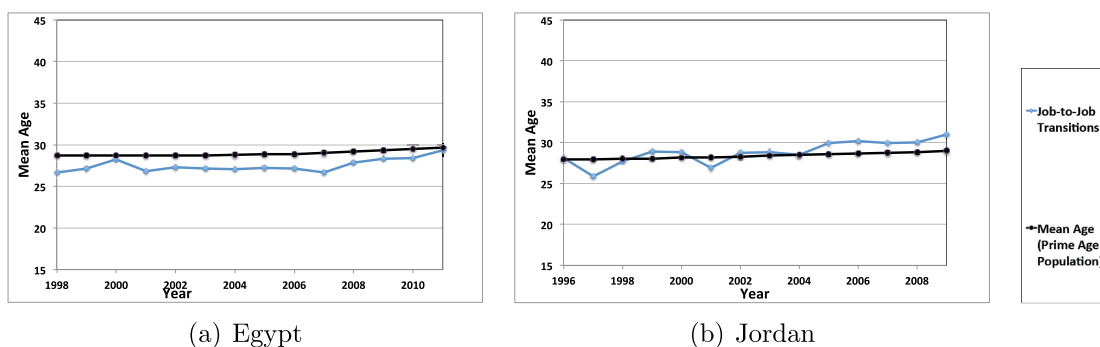 45
40
35
30
25
20
15
Mean Age
1998 2000 2002 2004 2006 2008 2010
Year
(a) Egypt
45
40
35
30
25
20
15
Mean Age
1996 1998 2000 2002 2004 2006 2008
Year
(b) Jordan
Job-to-Job
Transitions
Mean Age
(Prime Age
Population)